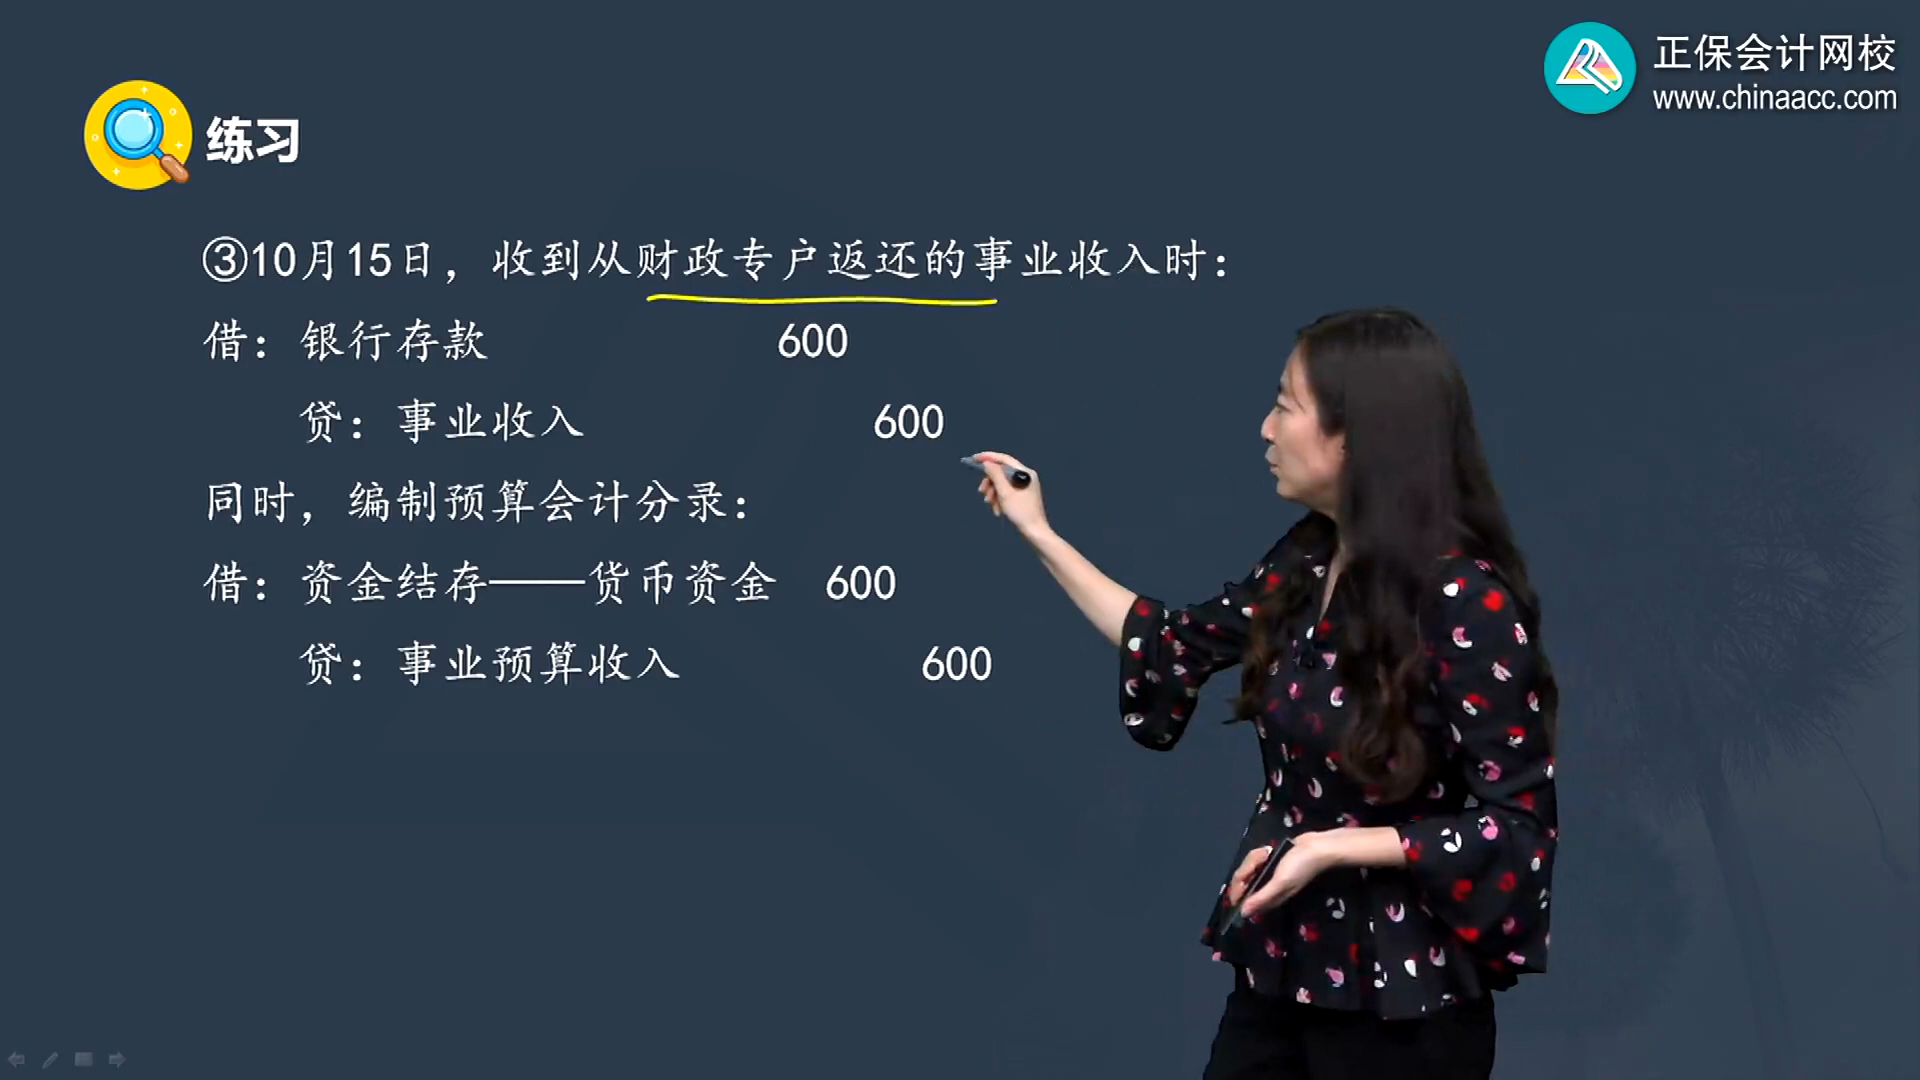 正保会计网校
www.chinaacc.com
练习
③10月15日，收到从财政专户返还的事业收入时：
借：银行存款 600
贷：事业收入 600
同时，编制预算会计分录：
借：资金结存——货币资金 600
贷：事业预算收入 600